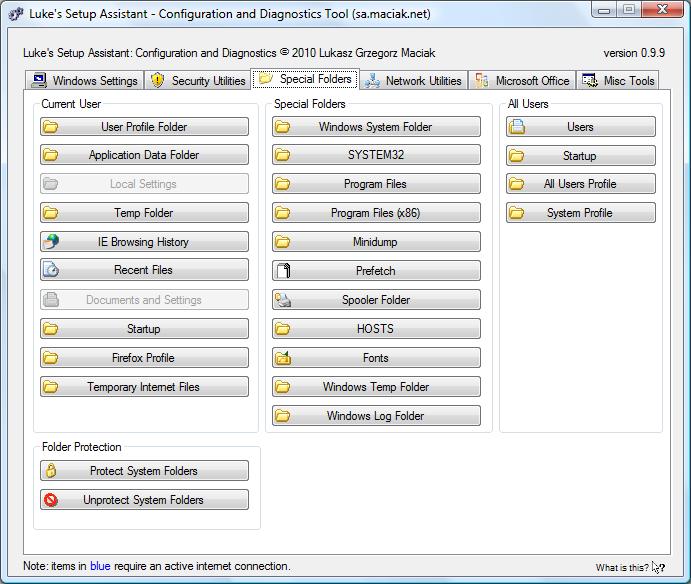 Luke's Setup Assistant - Configuration and Diagnostics Tool (sa.maciak.net)
Luke's Setup Assistant: Configuration and Diagnostics © 2010 Lukasz Grzegorz Maciak
version 0.9.9
Windows Settings
Security Utilities
Special Folders
Network Utilities
Microsoft Office
Misc Tools
Current User
User Profile Folder
Application Data Folder
Local Settings
Temp Folder
IE Browsing History
Recent Files
Documents and Settings
Startup
Firefox Profile
Temporary Internet Files
Special Folders
Windows System Folder
SYSTEM32
Program Files
Program Files (x86)
Minidump
Prefetch
Spooler Folder
HOSTS
Fonts
Windows Temp Folder
Windows Log Folder
All Users
Users
Startup
All Users Profile
System Profile
Folder Protection
Protect System Folders
Unprotect System Folders
Note: items in blue require an active internet connection.
What is this? ?